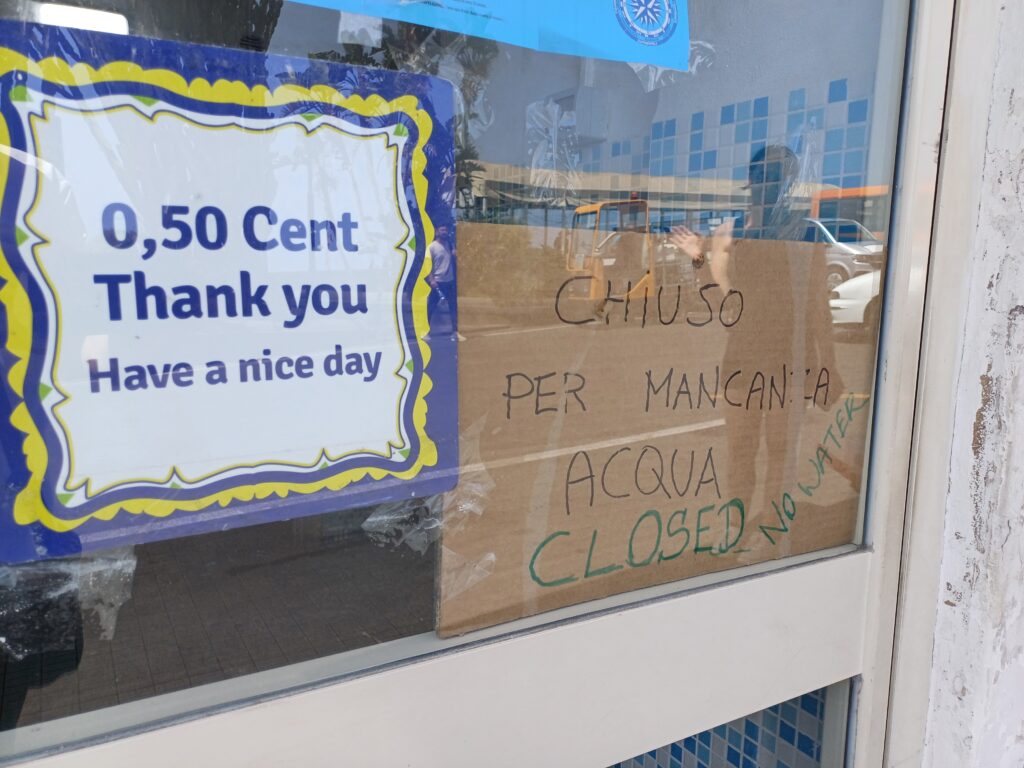 0,50 Cent
Thank you
Have a nice day
CHIUSO
PER MANCANZA
ACQUA
CLOSED NO WATER